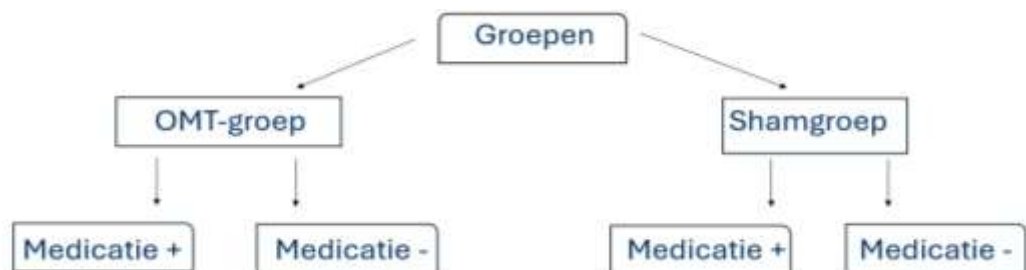 Groepen
OMT-groep
Shamgroep
Medicatie +
Medicatie -
Medicatie +
Medicatie -